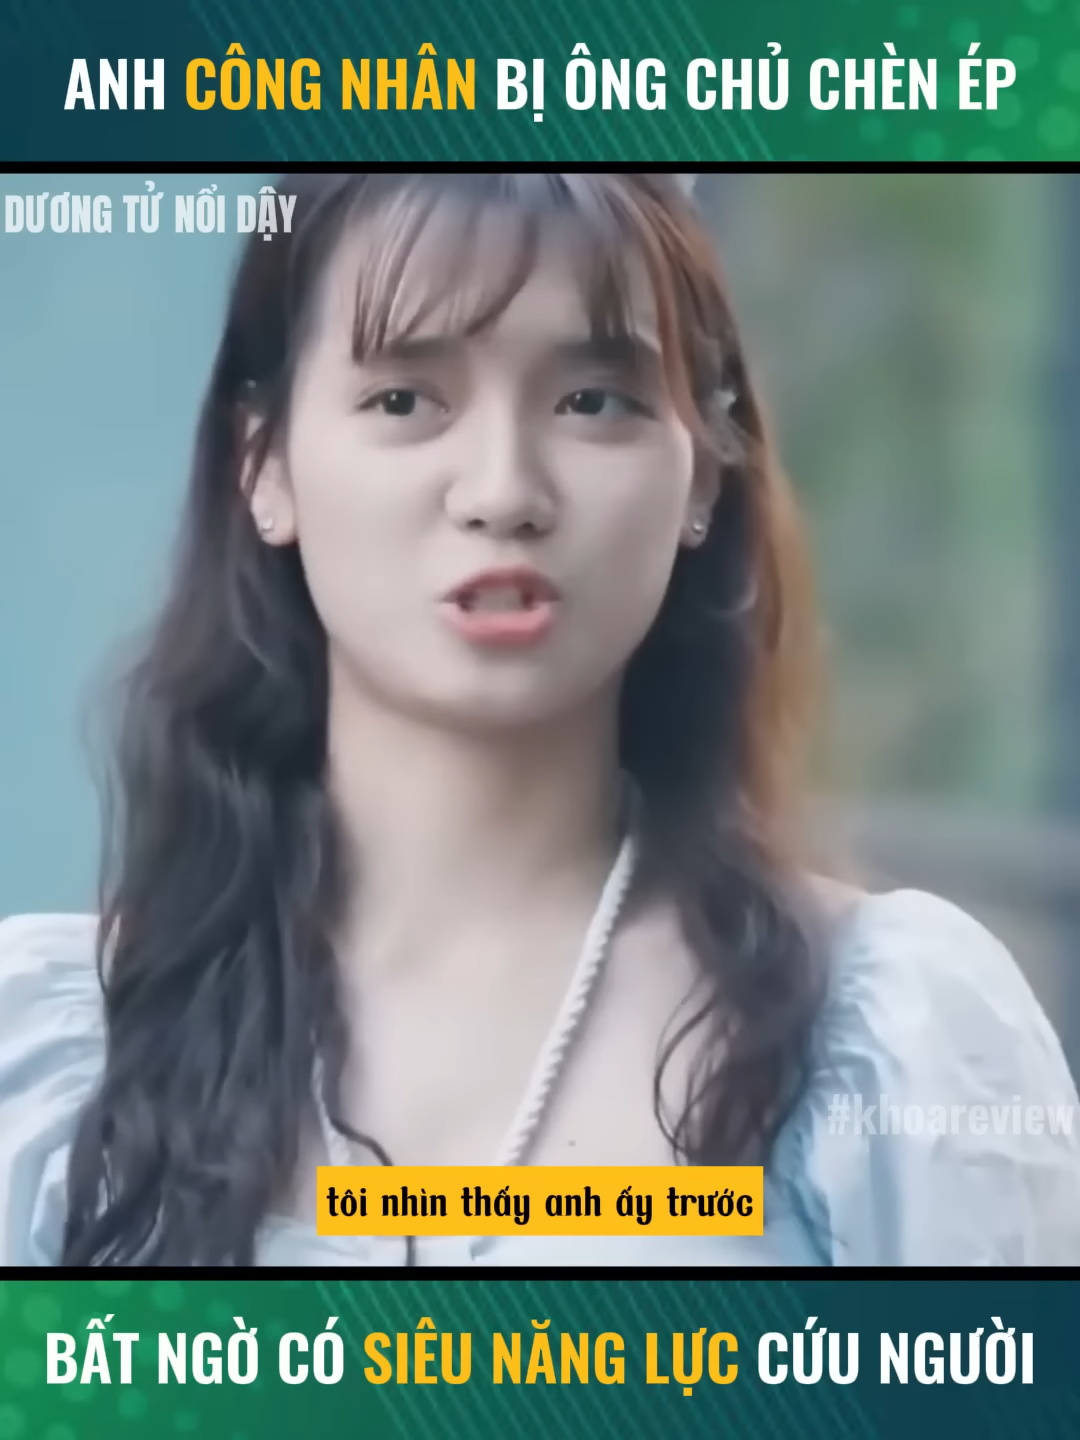 ANH CÔNG NHÂN BỊ ÔNG CHỦ CHÈN ÉP
DƯƠNG TỬ NỔI DẬY
#khoareview
tôi nhìn thấy anh ấy trước
BẤT NGỜ CÓ SIÊU NĂNG LỰC CỨU NGƯỜI